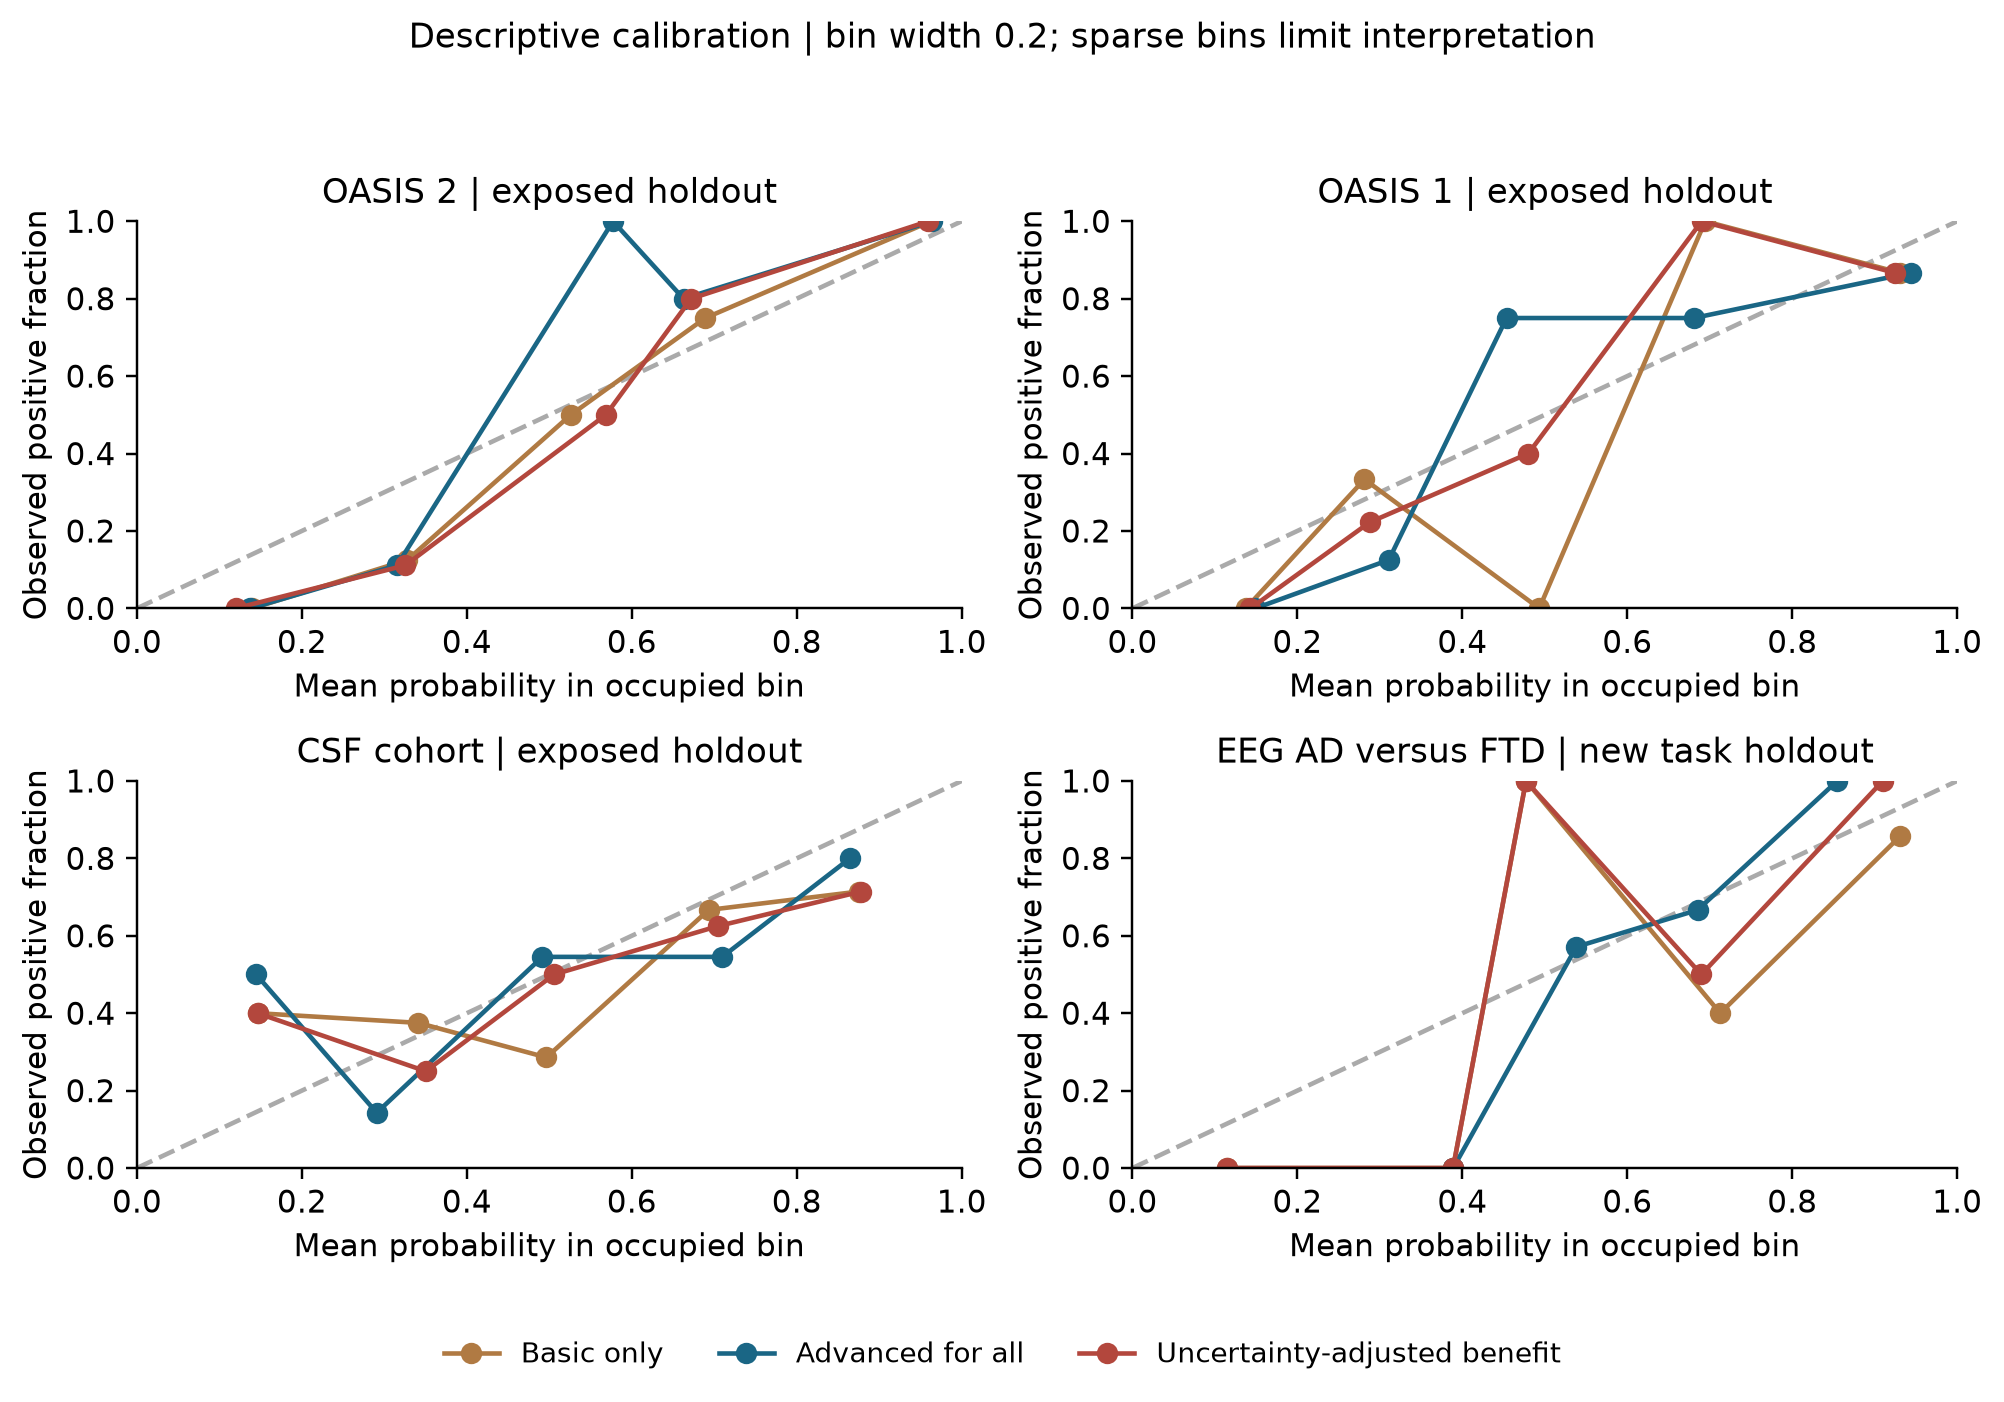 Descriptive calibration | bin width 0.2; sparse bins limit interpretation
OASIS 2 | exposed holdout
Observed positive fraction
1.0
0.8
0.6
0.4
0.2
0.0
0.0 0.2 0.4 0.6 0.8 1.0
Mean probability in occupied bin
OASIS 1 | exposed holdout
Observed positive fraction
1.0
0.8
0.6
0.4
0.2
0.0
0.0 0.2 0.4 0.6 0.8 1.0
Mean probability in occupied bin
CSF cohort | exposed holdout
Observed positive fraction
1.0
0.8
0.6
0.4
0.2
0.0
0.0 0.2 0.4 0.6 0.8 1.0
Mean probability in occupied bin
EEG AD versus FTD | new task holdout
Observed positive fraction
1.0
0.8
0.6
0.4
0.2
0.0
0.0 0.2 0.4 0.6 0.8 1.0
Mean probability in occupied bin
Basic only Advanced for all Uncertainty-adjusted benefit